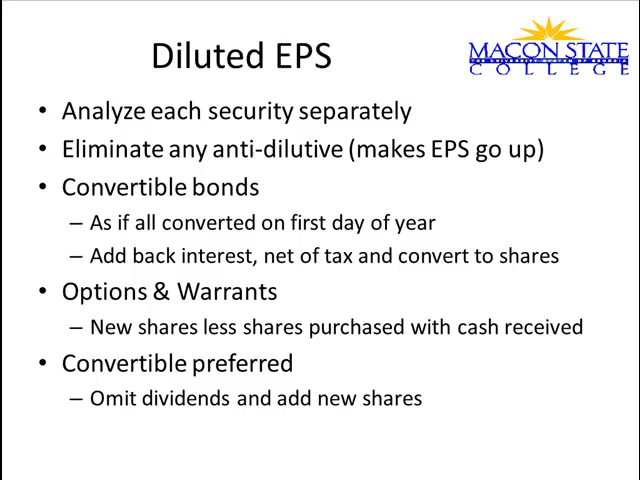 Diluted EPS
MACON STATE
COLLEGE
• Analyze each security separately
• Eliminate any anti-dilutive (makes EPS go up)
• Convertible bonds
– As if all converted on first day of year
– Add back interest, net of tax and convert to shares
• Options & Warrants
– New shares less shares purchased with cash received
• Convertible preferred
– Omit dividends and add new shares